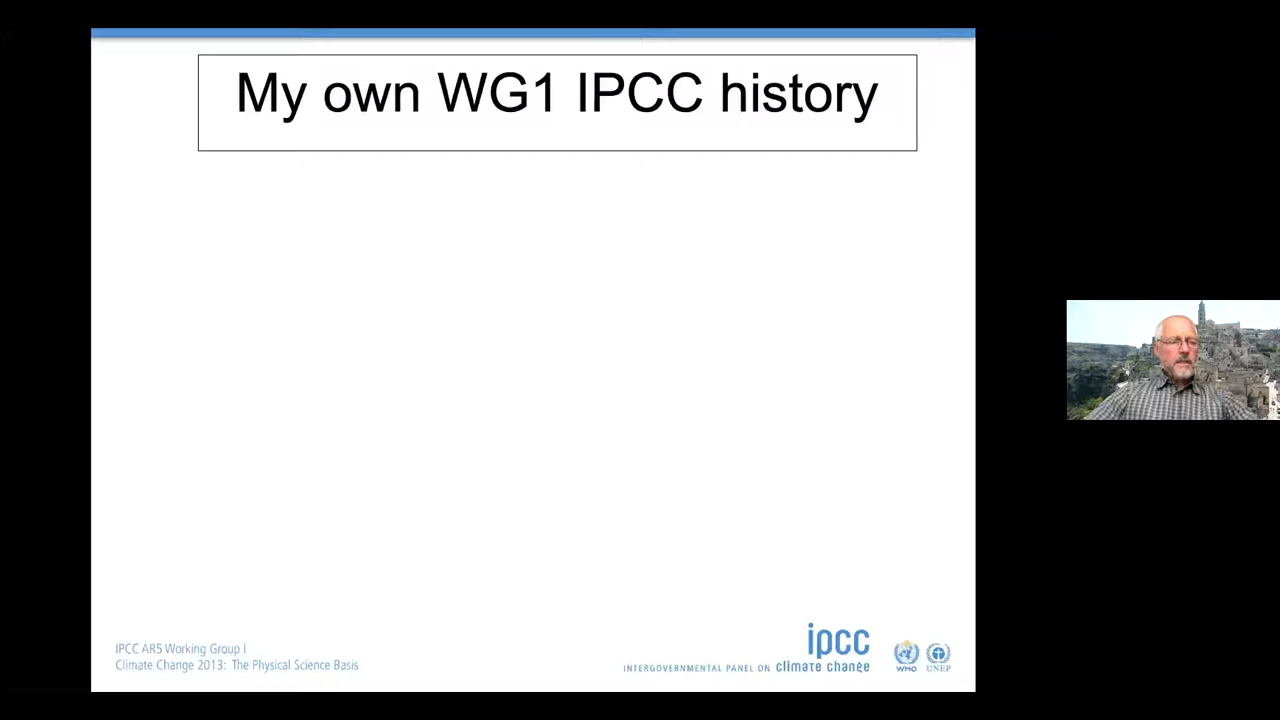 My own WG1 IPCC history
IPCC AR5 Working Group I
Climate Change 2013: The Physical Science Basis
ipcc
INTERGOVERNMENTAL PANEL ON climate change
WMO
UNEP